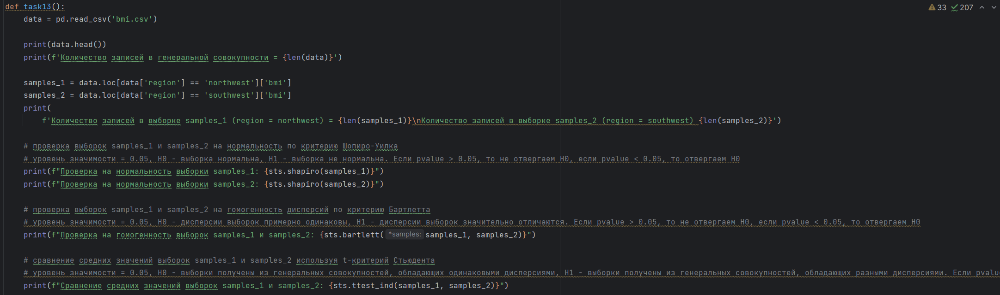 def task13():
33 207
data = pd.read_csv('bmi.csv')
print(data.head())
print(f'Количество записей в генеральной совокупности = {len(data)}')
samples_1 = data.loc[data['region'] == 'northwest']['bmi']
samples_2 = data.loc[data['region'] == 'southwest']['bmi']
print(
f'Количество записей в выборке samples_1 (region = northwest) = {len(samples_1)}\nКоличество записей в выборке samples_2 (region = southwest) {len(samples_2)}')
# проверка выборок samples_1 и samples_2 на нормальность по критерию Шопиро-Уилка
# уровень значимости = 0.05, H0 - выборка нормальна, H1 - выборка не нормальна. Если pvalue > 0.05, то не отвергаем H0, если pvalue < 0.05, то отвергаем H0
print(f"Проверка на нормальность выборки samples_1: {sts.shapiro(samples_1)}")
print(f"Проверка на нормальность выборки samples_2: {sts.shapiro(samples_2)}")
# проверка выборок samples_1 и samples_2 на гомогенность дисперсий по критерию Бартлетта
# уровень значимости = 0.05, H0 - дисперсии выборок примерно одинаковы, H1 - дисперсии выборок значительно отличаются. Если pvalue > 0.05, то не отвергаем H0, если pvalue < 0.05, то отвергаем H0
print(f"Проверка на гомогенность выборок samples_1 и samples_2: {sts.bartlett( *samples: samples_1, samples_2)}")
# сравнение средних значений выборок samples_1 и samples_2 используя t-критерий Стьюдента
# уровень значимости = 0.05, H0 - выборки получены из генеральных совокупностей, обладающих одинаковыми дисперсиями, H1 - выборки получены из генеральных совокупностей, обладающих разными дисперсиями. Если pvalu
print(f"Сравнение средних значений выборок samples_1 и samples_2: {sts.ttest_ind(samples_1, samples_2)}")